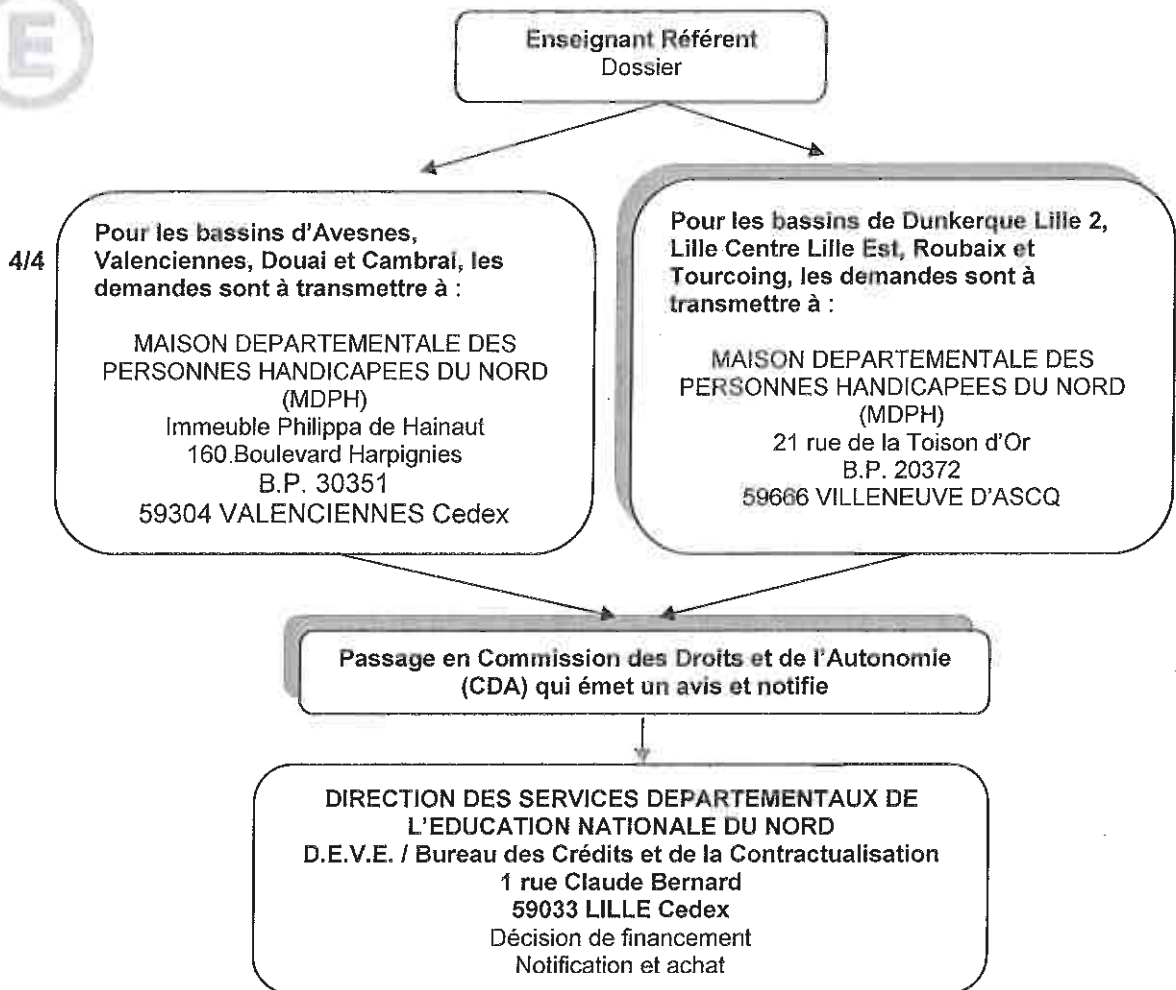 E
Enseignant Référent
Dossier
4/4
Pour les bassins d'Avesnes,
Valenciennes, Douai et Cambrai, les
demandes sont à transmettre à :
MAISON DEPARTEMENTALE DES
PERSONNES HANDICAPEES DU NORD
(MDPH)
Immeuble Philippa de Hainaut
160.Boulevard Harpignies
B.P. 30351
59304 VALENCIENNES Cedex
Pour les bassins de Dunkerque Lille 2,
Lille Centre Lille Est, Roubaix et
Tourcoing, les demandes sont à
transmettre à :
MAISON DEPARTEMENTALE DES
PERSONNES HANDICAPEES DU NORD
(MDPH)
21 rue de la Toison d'Or
B.P. 20372
59666 VILLENEUVE D'ASCQ
Passage en Commission des Droits et de l'Autonomie
(CDA) qui émet un avis et notifie
DIRECTION DES SERVICES DEPARTEMENTAUX DE
L'EDUCATION NATIONALE DU NORD
D.E.V.E. / Bureau des Crédits et de la Contractualisation
1 rue Claude Bernard
59033 LILLE Cedex
Décision de financement
Notification et achat